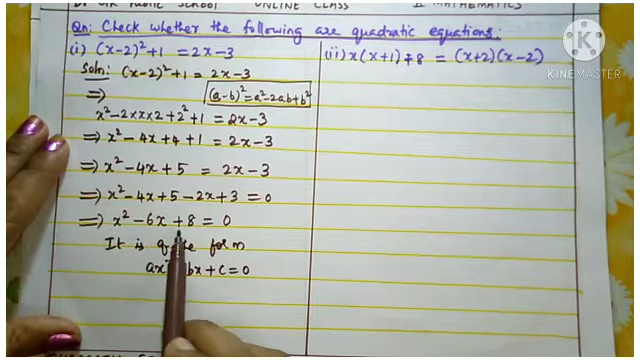 PUBLIC SCHOOL ONLINE CLASS MATHEMATICS
Qn: Check whether the following are quadratic equations:
(i) (x-2)² +1 = 2x-3
Soln: (x-2)² +1 = 2x-3
⇒ (a-b)² = a²-2ab+b²
x²-2×x×2+2²+1 = 2x-3
⇒ x²-4x+4+1 = 2x-3
⇒ x²-4x+5 = 2x-3
⇒ x²-4x+5-2x+3 = 0
⇒ x²-6x+8 = 0
It is form
ax² bx+c=0
(ii) x(x+1)+8 = (x+2)(x-2)
KINEMASTER